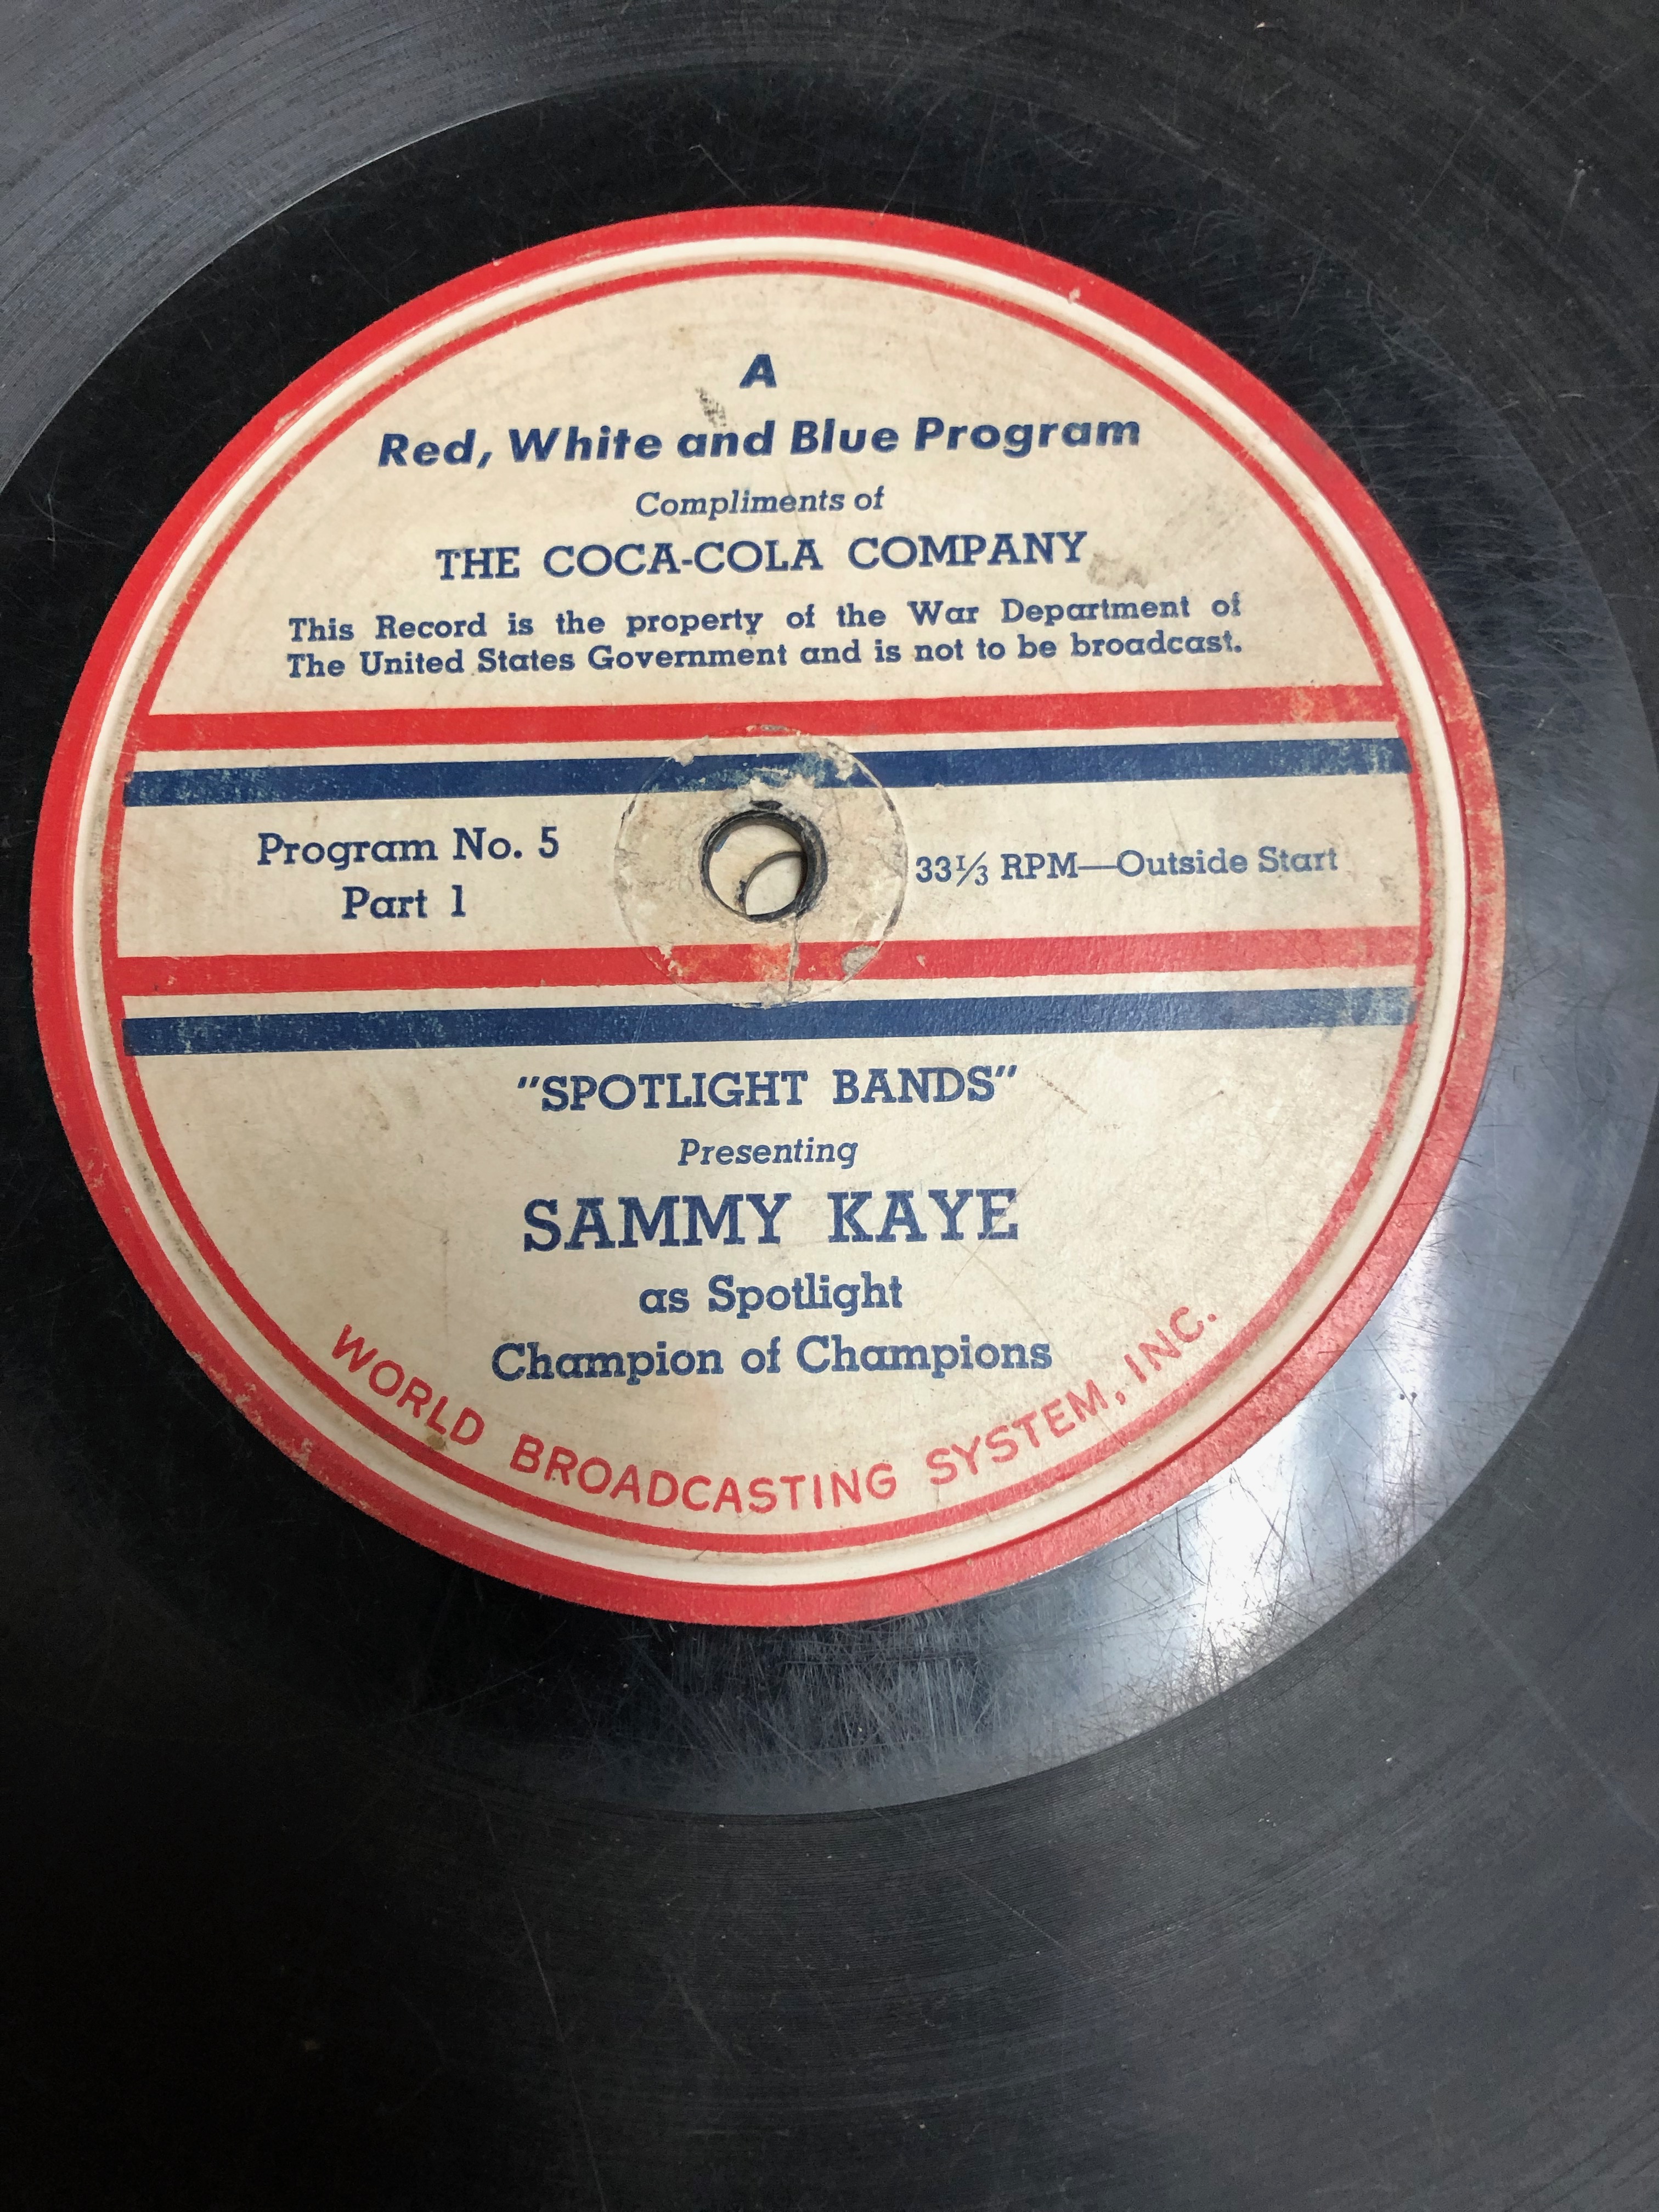 A
Red, White and Blue Program
Compliments of
THE COCA-COLA COMPANY
This Record is the property of the War Department of
The United States Government and is not to be broadcast.
Program No. 5
Part 1
33⅓ RPM—Outside Start
"SPOTLIGHT BANDS"
Presenting
SAMMY KAYE
as Spotlight
Champion of Champions
WORLD BROADCASTING SYSTEM, INC.